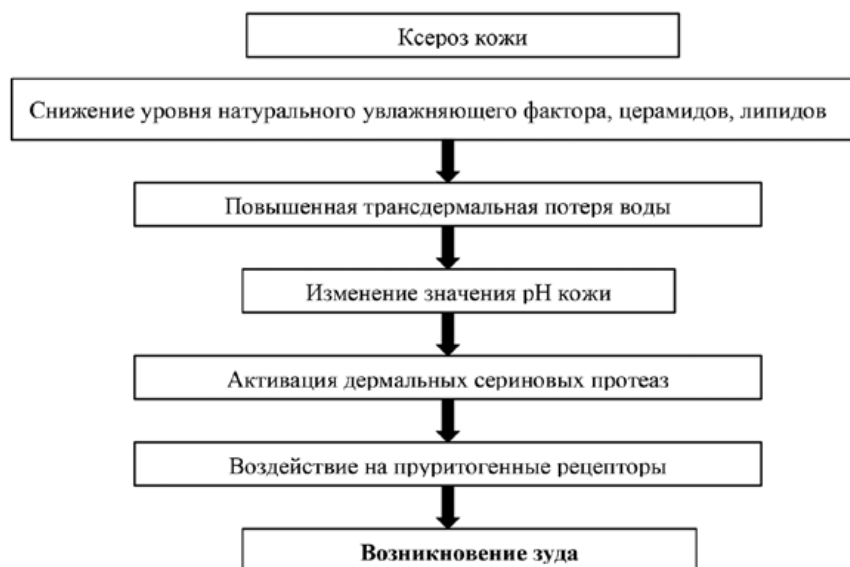 Ксероз кожи
Снижение уровня натурального увлажняющего фактора, церамидов, липидов
Повышенная трансдермальная потеря воды
Изменение значения pH кожи
Активация дермальных сериновых протеаз
Воздействие на пруритогенные рецепторы
Возникновение зуда